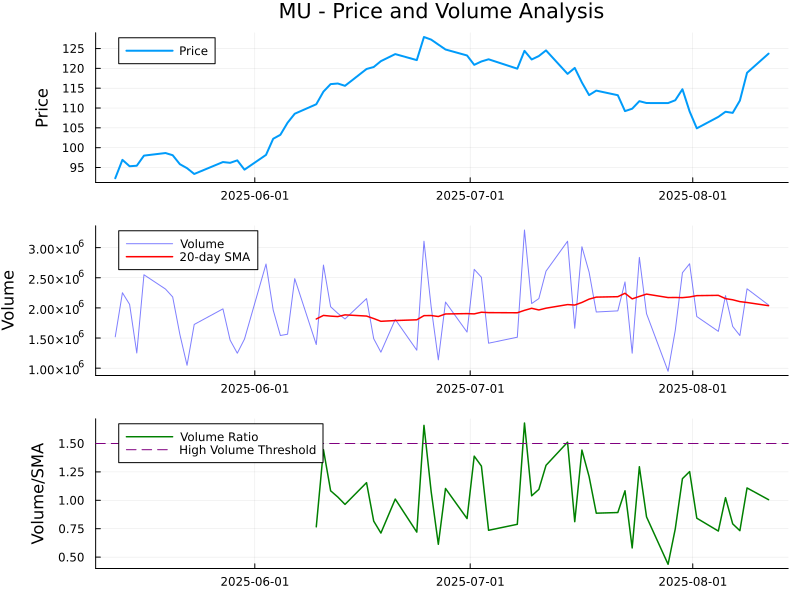 MU - Price and Volume Analysis
Price
125
120
115
110
105
100
95
Price
2025-06-01
2025-07-01
2025-08-01
Volume
3.00×10⁶
2.50×10⁶
2.00×10⁶
1.50×10⁶
1.00×10⁶
Volume
20-day SMA
2025-06-01
2025-07-01
2025-08-01
Volume/SMA
1.50
1.25
1.00
0.75
0.50
Volume Ratio
High Volume Threshold
2025-06-01
2025-07-01
2025-08-01